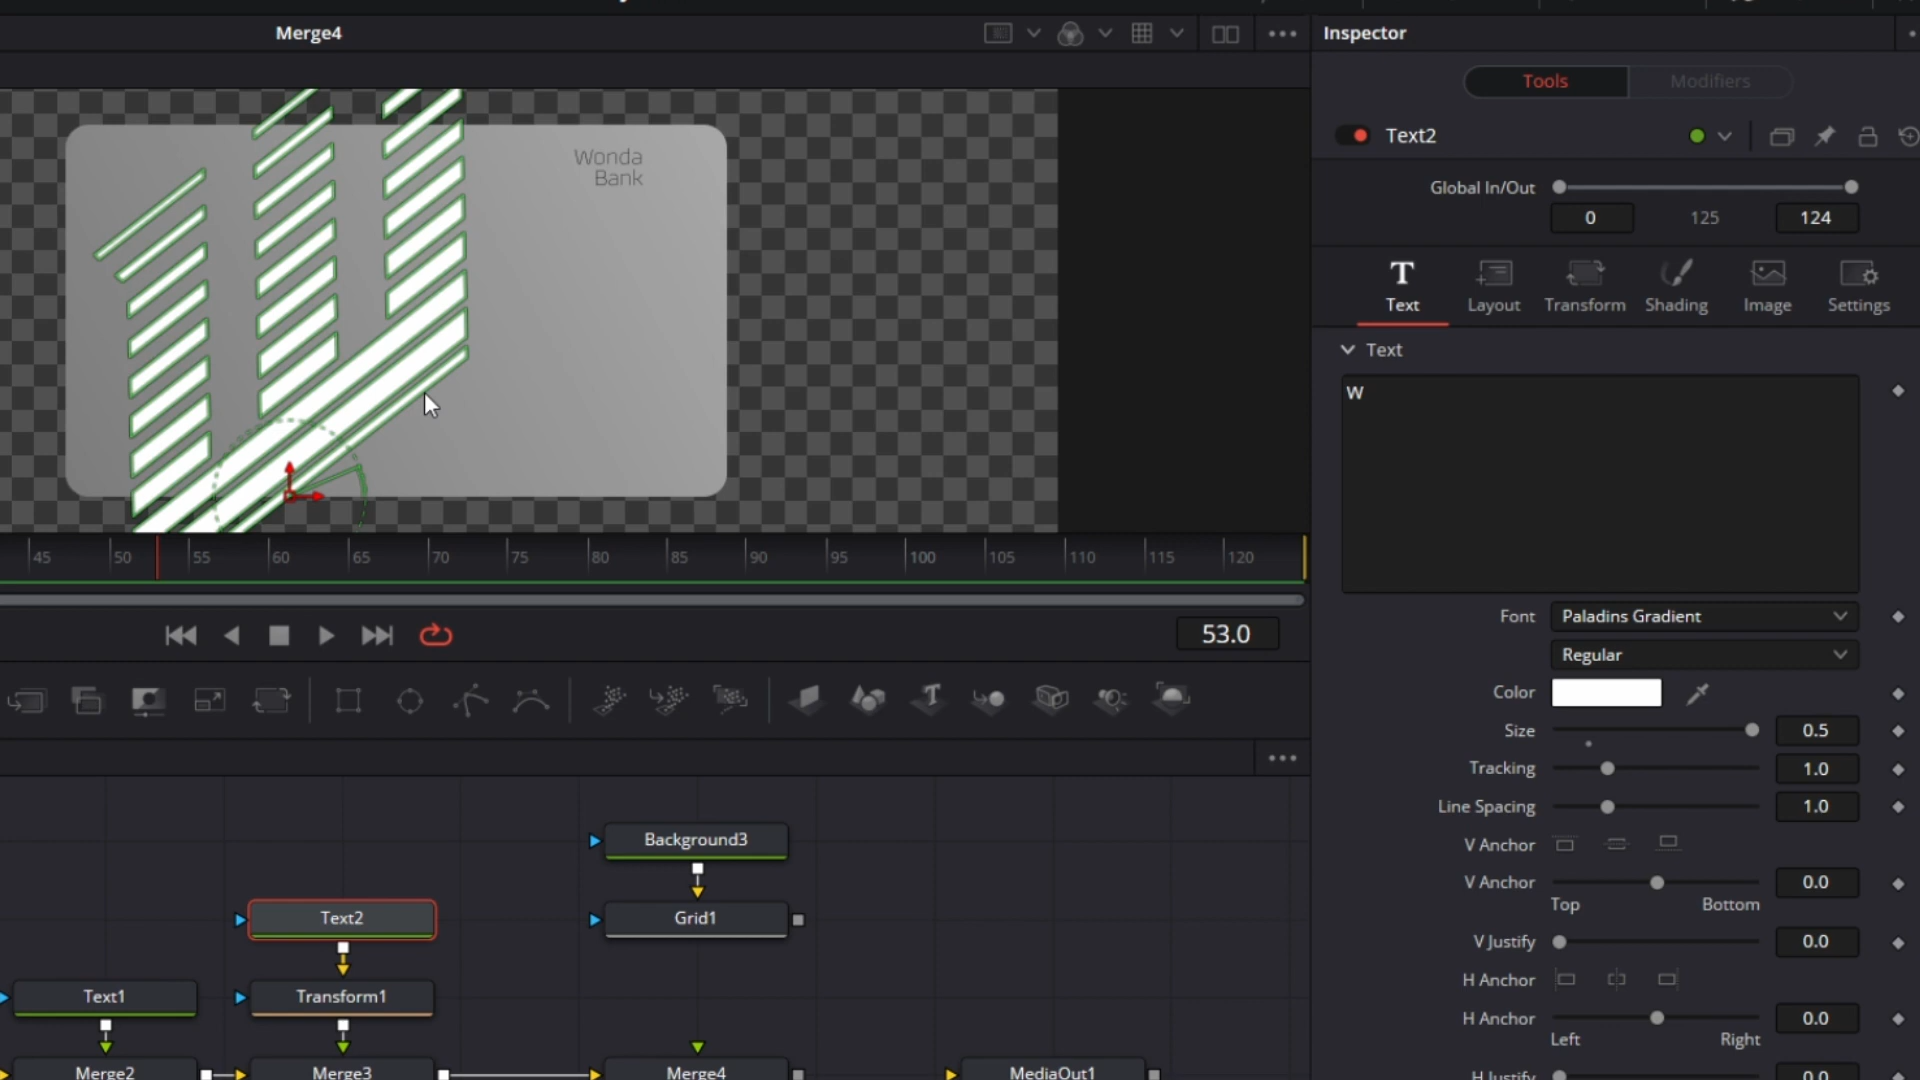 Merge4
Inspector
Tools
Modifiers
Text2
Global In/Out
0
125
124
Text
Layout
Transform
Shading
Image
Settings
Text
W
Wonda
Bank
45
50
55
60
65
70
75
80
85
90
95
100
105
110
115
120
53.0
Font
Paladins Gradient
Regular
Color
Size
0.5
Tracking
1.0
Line Spacing
1.0
V Anchor
V Anchor
0.0
Top
Bottom
V Justify
0.0
H Anchor
H Anchor
0.0
Left
Right
H Justify
0.0
Background3
Text2
Grid1
Text1
Transform1
Merge2
Merge3
Merge4
MediaOut1